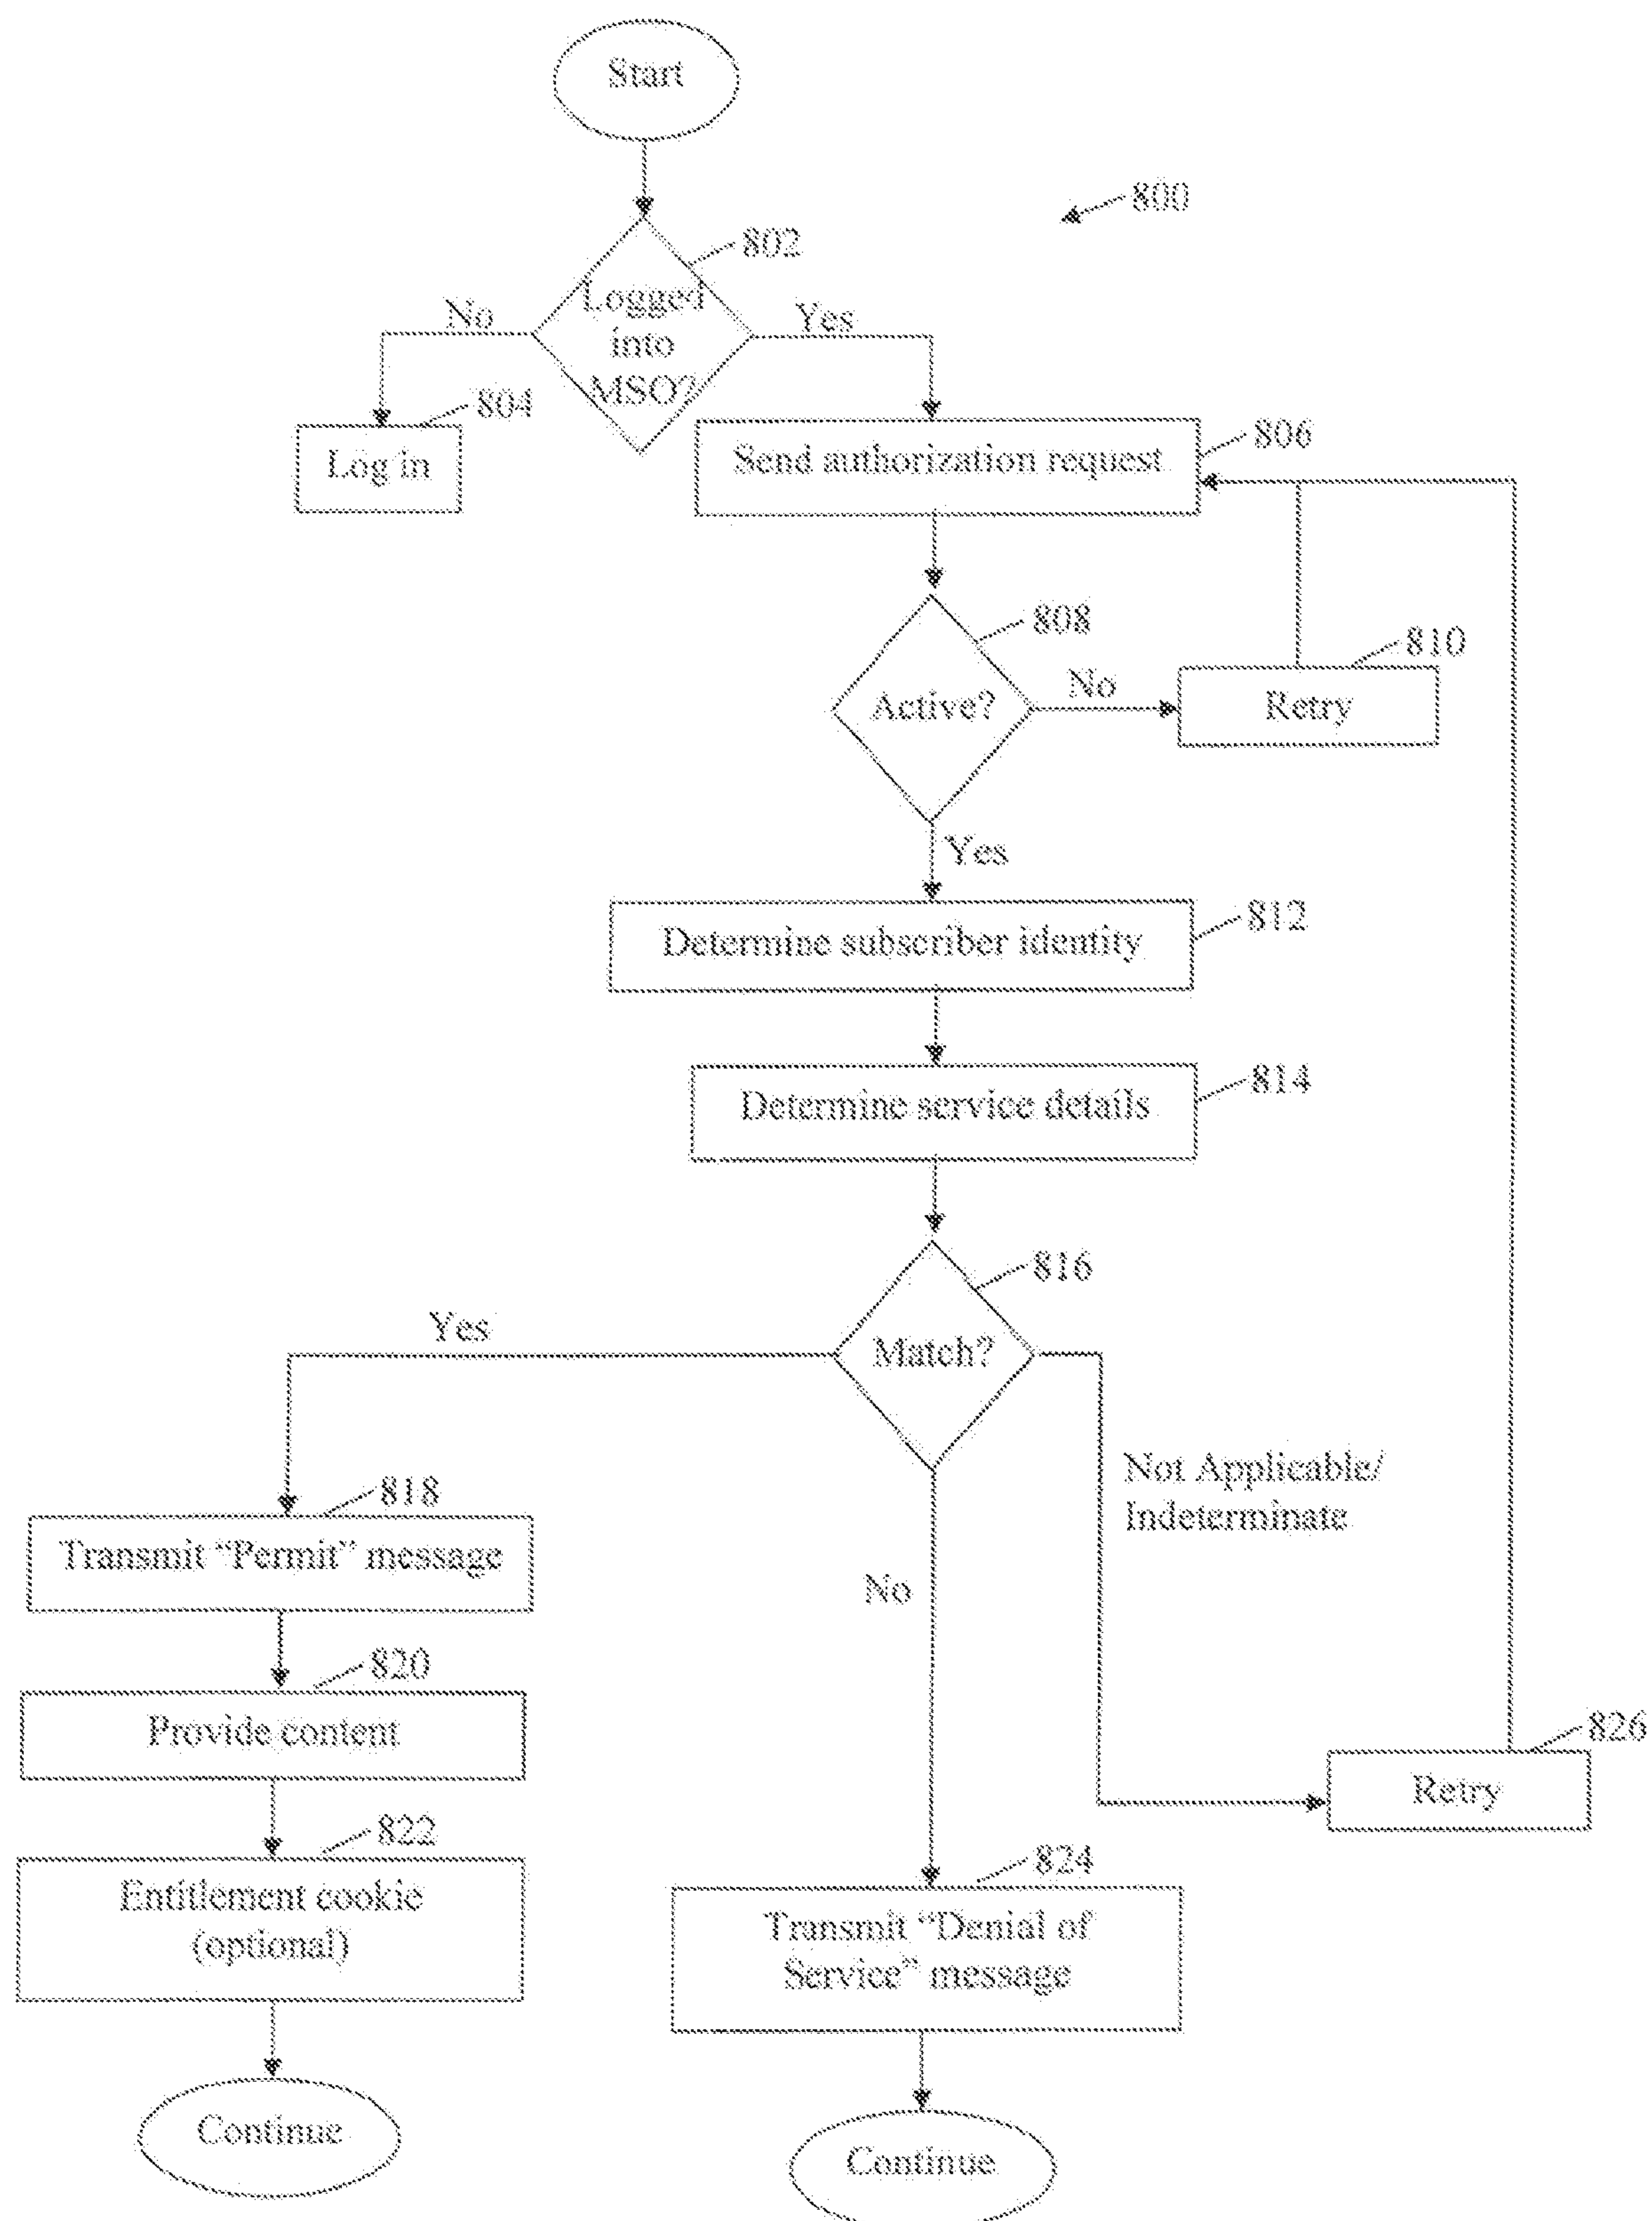 Start
800
802
Logged
into
MSO?
No
Yes
804
Log in
806
Send authorization request
808
Active?
No
810
Retry
Yes
812
Determine subscriber identity
814
Determine service details
816
Match?
Yes
Not Applicable/
Indeterminate
No
818
Transmit “Permit” message
820
Provide content
826
Retry
822
Entitlement cookie
(optional)
824
Transmit “Denial of
Service” message
Continue
Continue